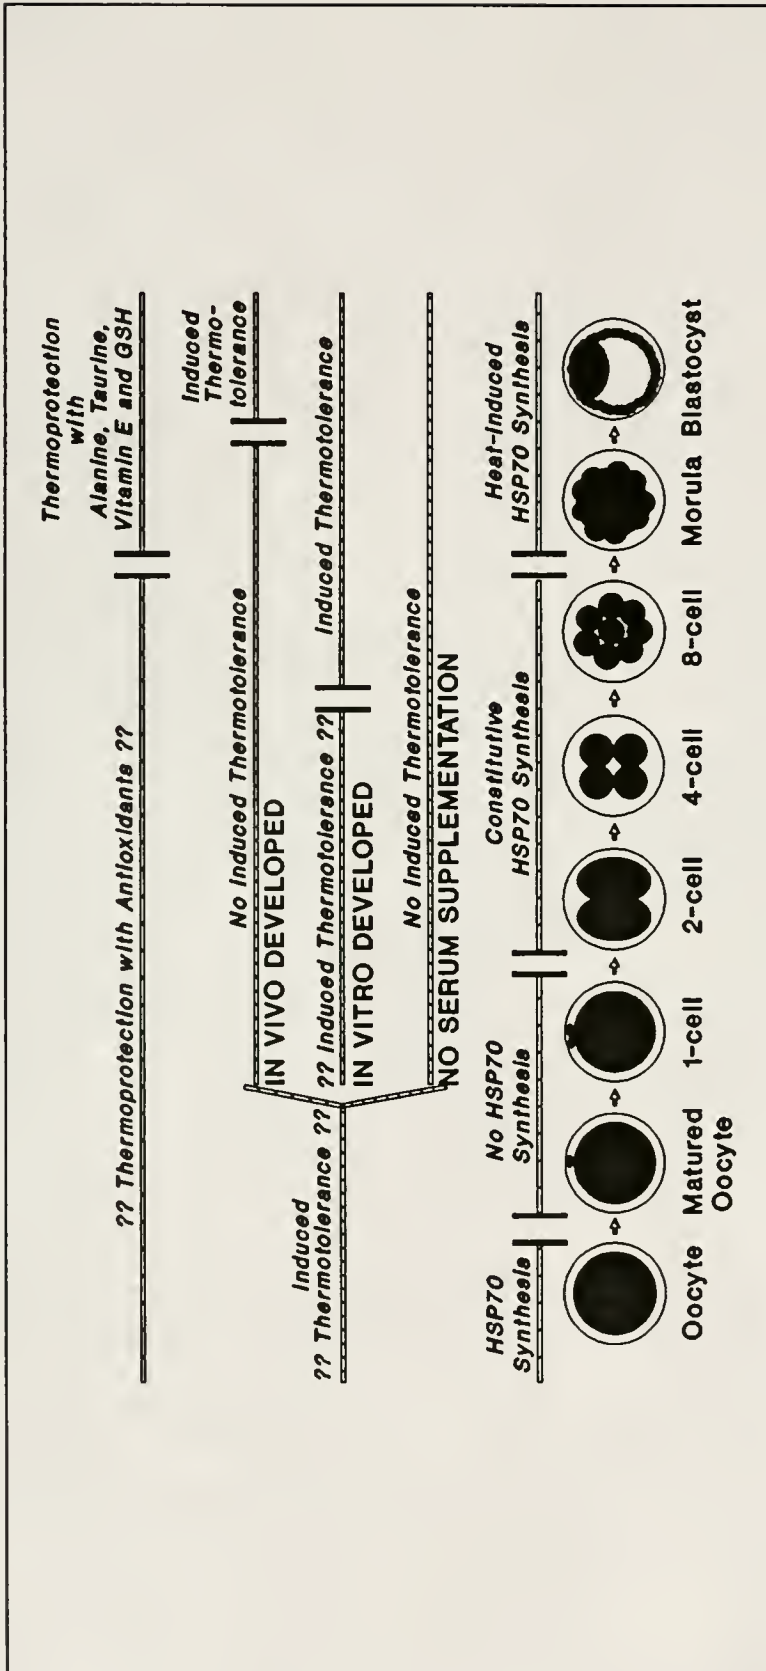 Thermoprotection
with
Alanine, Taurine,
Vitamin E and GSH
?? Thermoprotection with Antioxidants ??
Induced
Thermo-
tolerance
No Induced Thermotolerance
IN VIVO DEVELOPED
Induced
?? Thermotolerance ??
?? Induced Thermotolerance ??
Induced Thermotolerance
IN VITRO DEVELOPED
No Induced Thermotolerance
NO SERUM SUPPLEMENTATION
HSP70
Synthesis
No HSP70
Synthesis
Constitutive
HSP70 Synthesis
Heat-Induced
HSP70 Synthesis
Oocyte
Matured
Oocyte
1-cell
2-cell
4-cell
8-cell
Morula
Blastocyst